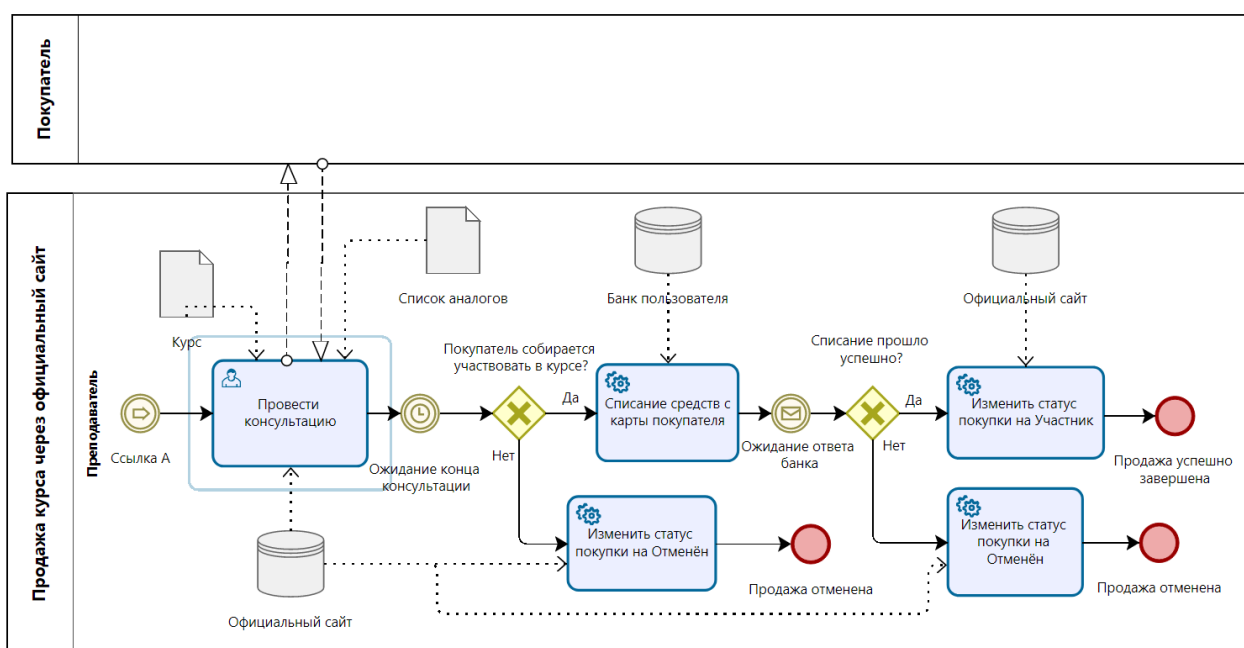 Покупатель
Продажа курса через официальный сайт
Преподаватель
Курс
Список аналогов
Банк пользователя
Официальный сайт
Ссылка А
Провести
консультацию
Ожидание конца
консультации
Покупатель собирается
участвовать в курсе?
Да
Нет
Списание средств с
карты покупателя
Ожидание ответа
банка
Списание прошло
успешно?
Да
Нет
Изменить статус
покупки на Участник
Продажа успешно
завершена
Официальный сайт
Изменить статус
покупки на Отменён
Продажа отменена
Изменить статус
покупки на
Отменён
Продажа отменена